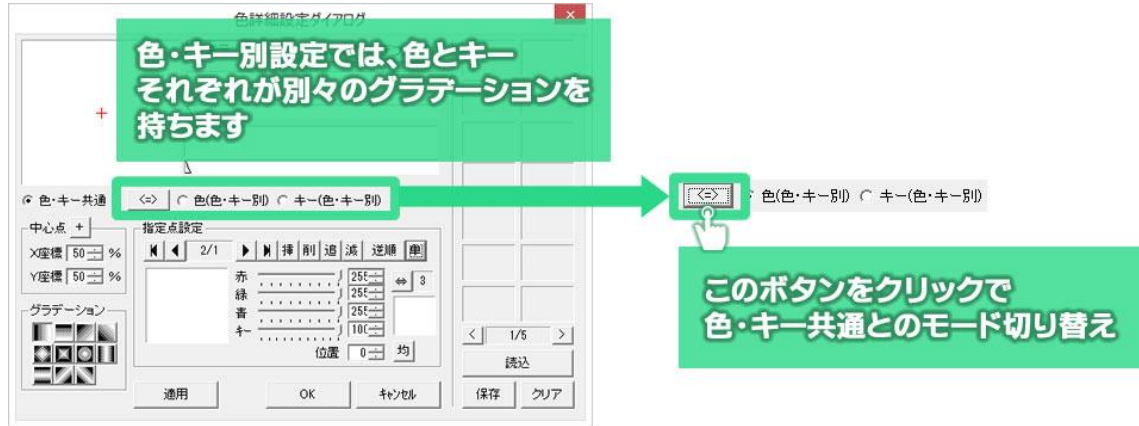 色詳細設定ダイアログ
色・キー別設定では、色とキー
それぞれが別々のグラデーションを
持ちます
色・キー共通 <=> 色(色・キー別) キー(色・キー別)
<=> 色(色・キー別) キー(色・キー別)
中心点 +
X座標 50 %
Y座標 50 %
グラデーション
指定点設定
2/1 挿 削 追 減 逆順 単
赤 255
緑 255
青 255
キー 100
⇔ 3
位置 0 均
< 1/5 >
読込
適用 OK キャンセル 保存 クリア
このボタンをクリックで
色・キー共通とのモード切り替え